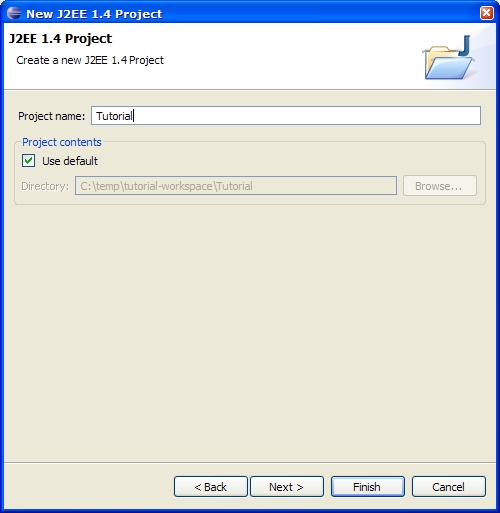 New J2EE 1.4 Project
J2EE 1.4 Project
Create a new J2EE 1.4 Project
Project name: Tutorial
Project contents
Use default
Directory: C:\temp\tutorial-workspace\Tutorial Browse...
< Back Next > Finish Cancel